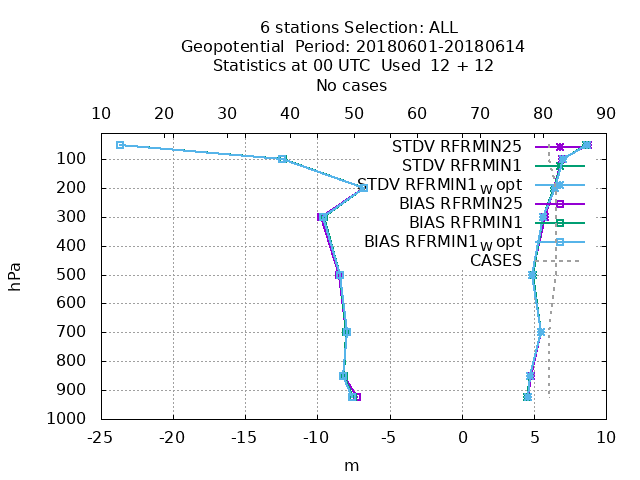 6 stations Selection: ALL
Geopotential  Period: 20180601-20180614
Statistics at 00 UTC  Used  12 + 12
No cases
10 20 30 40 50 60 70 80 90
STDV RFRMIN25
100
STDV RFRMIN1
STDV RFRMIN1w opt
200
BIAS RFRMIN25
300
BIAS RFRMIN1
BIAS RFRMIN1w opt
400
CASES
500
hPa
600
700
800
900
1000
-25 -20 -15 -10 -5 0 5 10
m